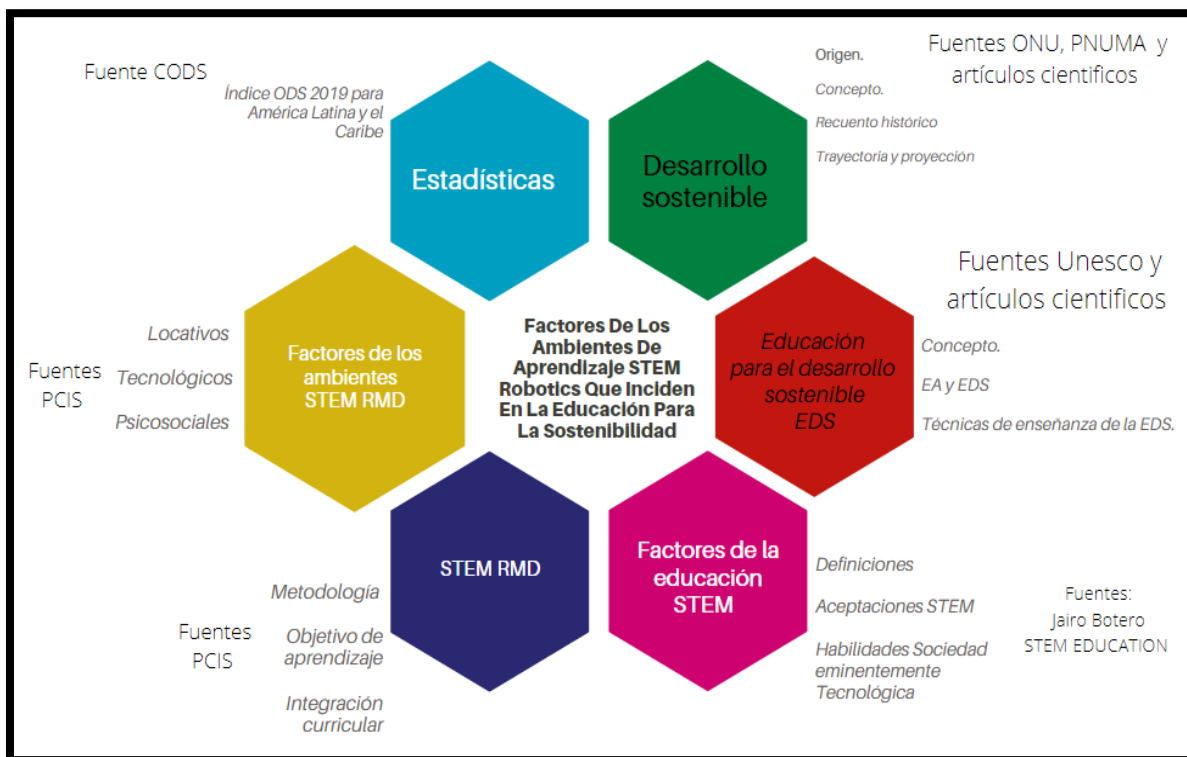 Fuente CODS
Índice ODS 2019 para
América Latina y el
Caribe
Estadísticas
Desarrollo
sostenible
Origen.
Concepto.
Recuento histórico
Trayectoria y proyección
Fuentes ONU, PNUMA y
artículos cientificos
Fuentes PCIS
Locativos
Tecnológicos
Psicosociales
Factores de los
ambientes
STEM RMD
Factores De Los
Ambientes De
Aprendizaje STEM
Robotics Que Inciden
En La Educación Para
La Sostenibilidad
Educación
para el desarrollo
sostenible
EDS
Fuentes Unesco y
artículos cientificos
Concepto.
EA y EDS
Técnicas de enseñanza de la EDS.
Fuentes
PCIS
Metodología
Objetivo de
aprendizaje
Integración
curricular
STEM RMD
Factores de la
educación
STEM
Definiciones
Aceptaciones STEM
Habilidades Sociedad
eminentemente
Tecnológica
Fuentes:
Jairo Botero
STEM EDUCATION